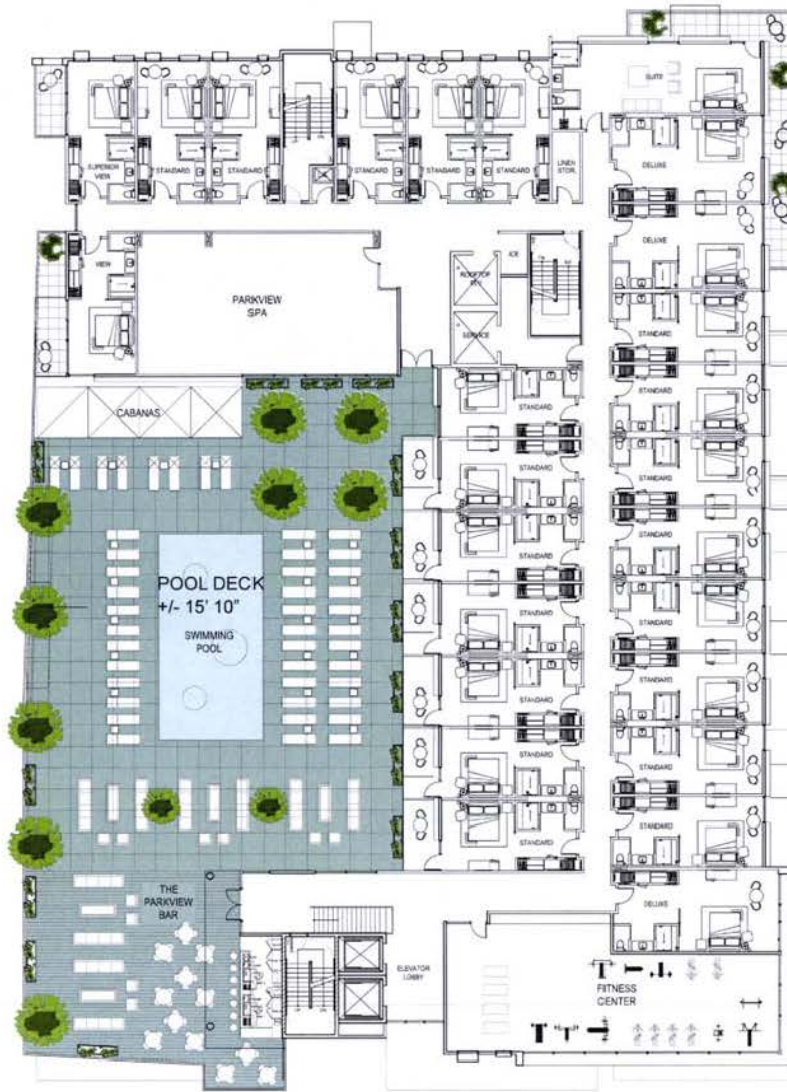 SUITE
SUPERIOR
VIEW
STANDARD
STANDARD
STANDARD
STANDARD
STANDARD
LINEN
STOR.
DELUXE
DELUXE
VIEW
PARKVIEW
SPA
ICE
SERVICE
STANDARD
STANDARD
STANDARD
STANDARD
CABANAS
STANDARD
STANDARD
STANDARD
STANDARD
STANDARD
STANDARD
POOL DECK
+/- 15' 10"
SWIMMING
POOL
STANDARD
STANDARD
STANDARD
STANDARD
STANDARD
THE
PARKVIEW
BAR
DELUXE
ELEVATOR
LOBBY
FITNESS
CENTER